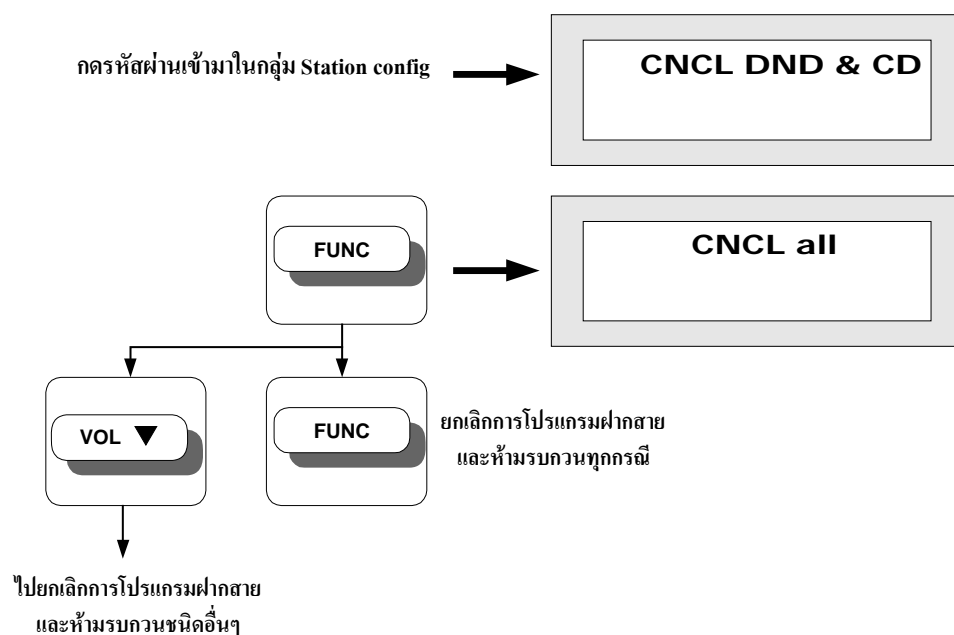 กดรหัสผ่านเข้ามาในกลุ่ม Station config
CNCL DND & CD
FUNC
CNCL all
VOL ▼
FUNC
ยกเลิกการโปรแกรมฝากสาย
และห้ามรบกวนทุกกรณี
ไปยกเลิกการโปรแกรมฝากสาย
และห้ามรบกวนชนิดอื่นๆ